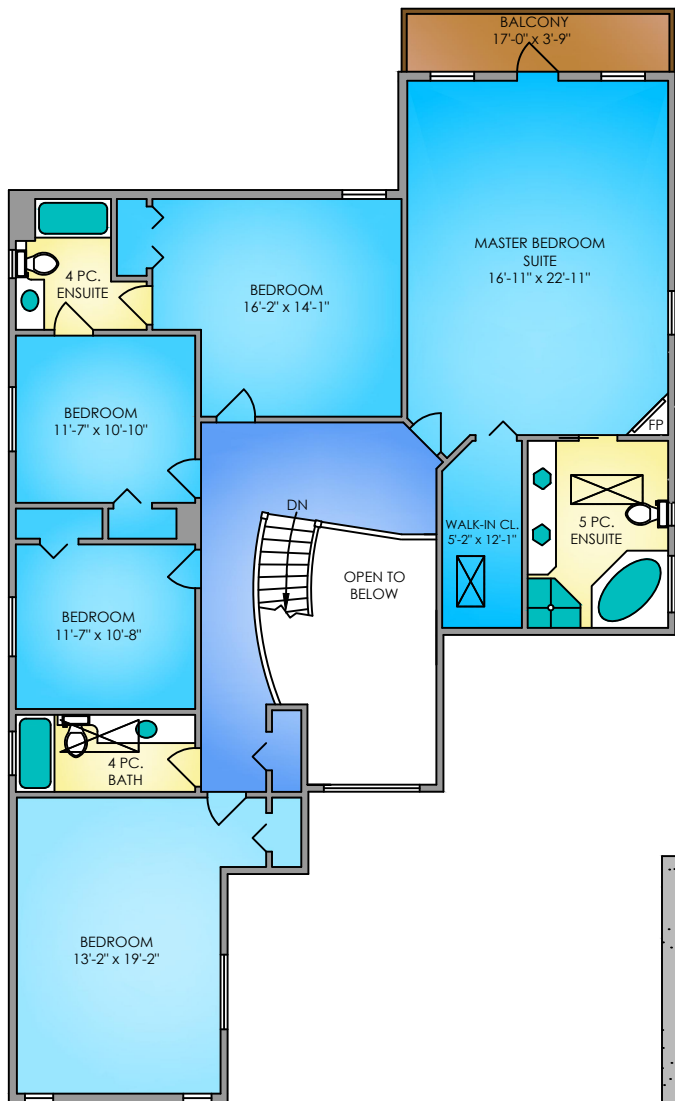 BALCONY
17'-0" x 3'-9"
MASTER BEDROOM
SUITE
16'-11" x 22'-11"
4 PC.
ENSUITE
BEDROOM
16'-2" x 14'-1"
BEDROOM
11'-7" x 10'-10"
FP
DN
WALK-IN CL.
5'-2" x 12'-1"
5 PC.
ENSUITE
OPEN TO
BELOW
BEDROOM
11'-7" x 10'-8"
4 PC.
BATH
BEDROOM
13'-2" x 19'-2"